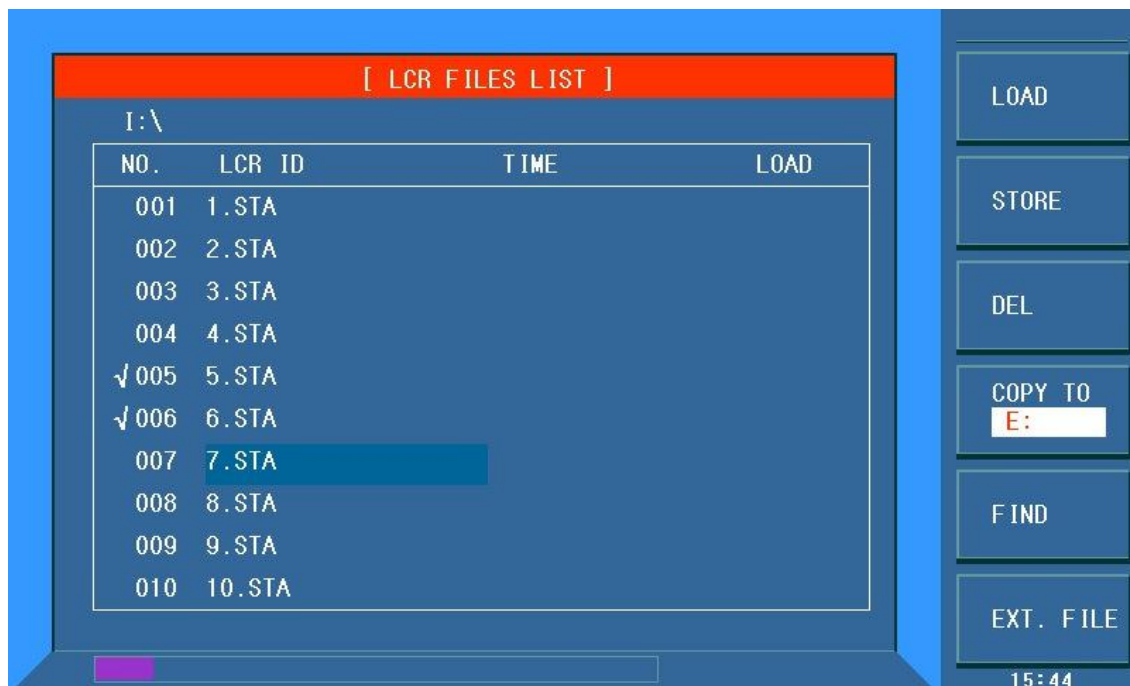 [ LCR FILES LIST ]
I:\
NO. LCR ID TIME LOAD
001 1.STA
002 2.STA
003 3.STA
004 4.STA
√ 005 5.STA
√ 006 6.STA
007 7.STA
008 8.STA
009 9.STA
010 10.STA
LOAD
STORE
DEL
COPY TO
E:
FIND
EXT. FILE
15:44